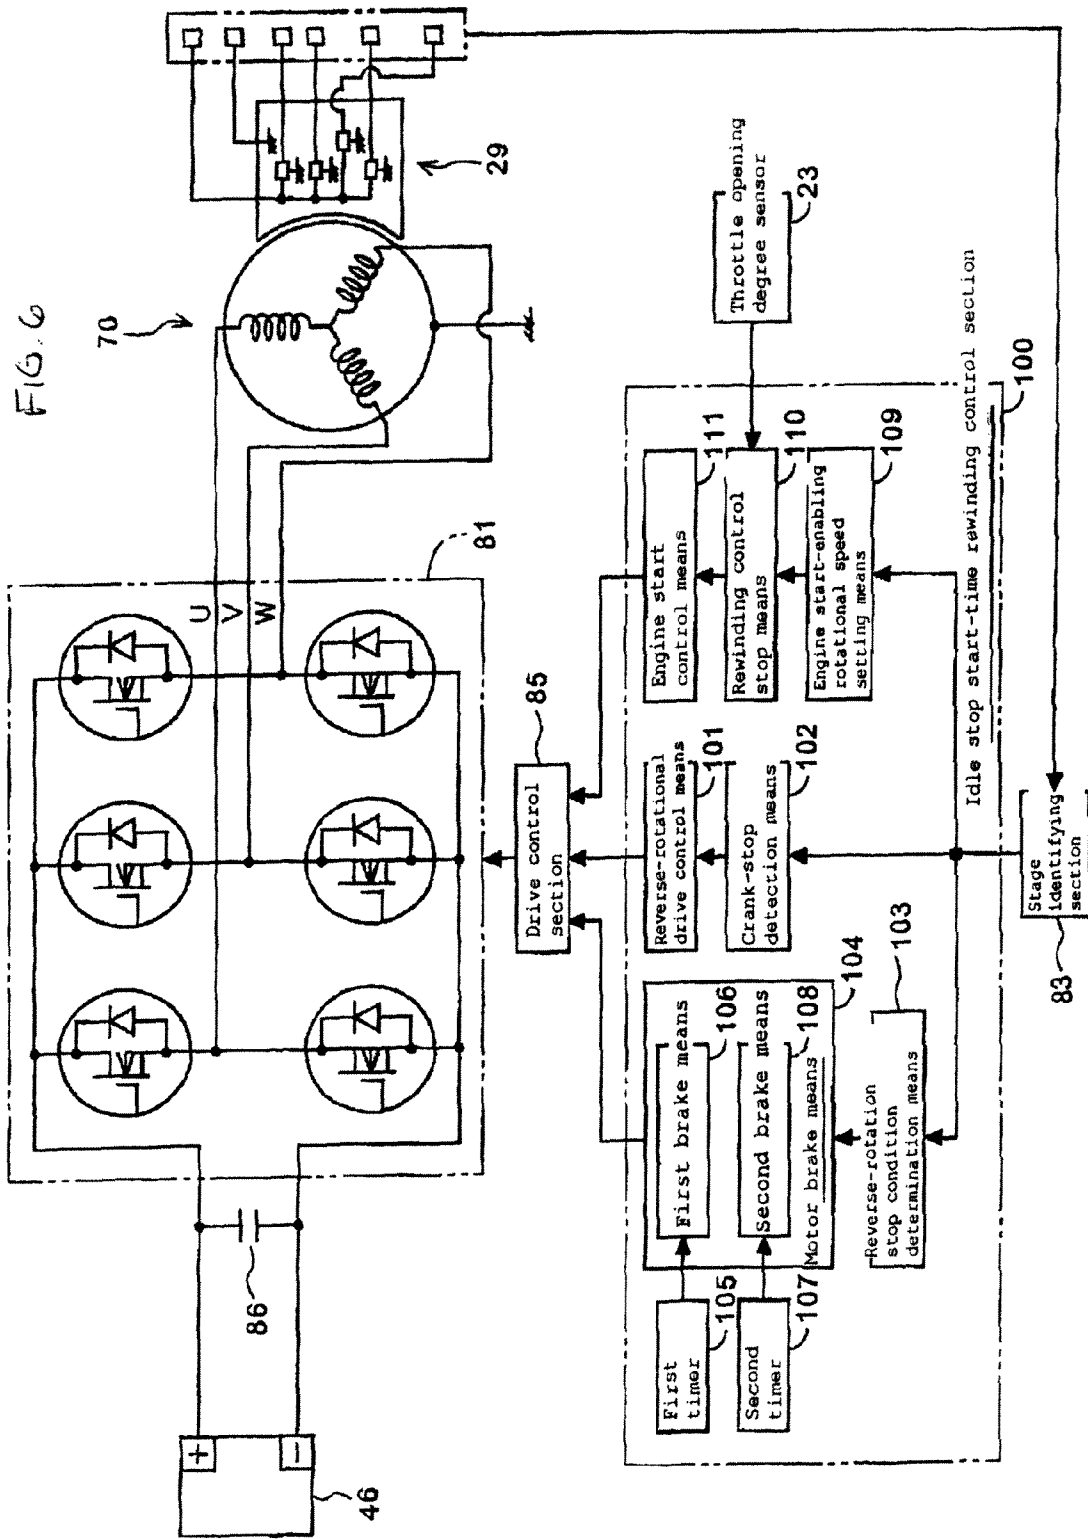 FIG. 6
70
29
U
V
W
81
86
+
−
46
Drive control
section
85
Throttle opening
degree sensor
23
Engine start
control means
111
Rewinding control
stop means
110
Engine start-enabling
rotational speed
setting means
109
Reverse-rotational
drive control means
101
Crank-stop
detection means
102
First brake means
106
Second brake means
108
Motor brake means
104
First
timer
105
Second
timer
107
Reverse-rotation
stop condition
determination means
103
Idle stop start-time rewinding control section
100
Stage
identifying
section
83